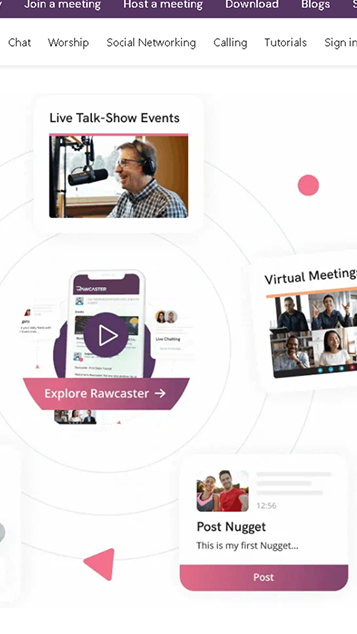 Join a meeting Host a meeting Download Blogs
Chat Worship Social Networking Calling Tutorials Sign in
Live Talk-Show Events
Virtual Meeting
RAWCASTER
Live Chatting
Explore Rawcaster →
12:56
Post Nugget
This is my first Nugget...
Post